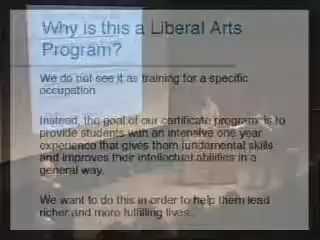 Why is this a Liberal Arts
Program?
We do not see it as training for a specific
occupation
Instead, the goal of our certificate program is to
provide students with an intensive one year
experience that gives them fundamental skills
and improves their intellectual abilities in a
general way.
We want to do this in order to help them lead
richer and more fulfilling lives.